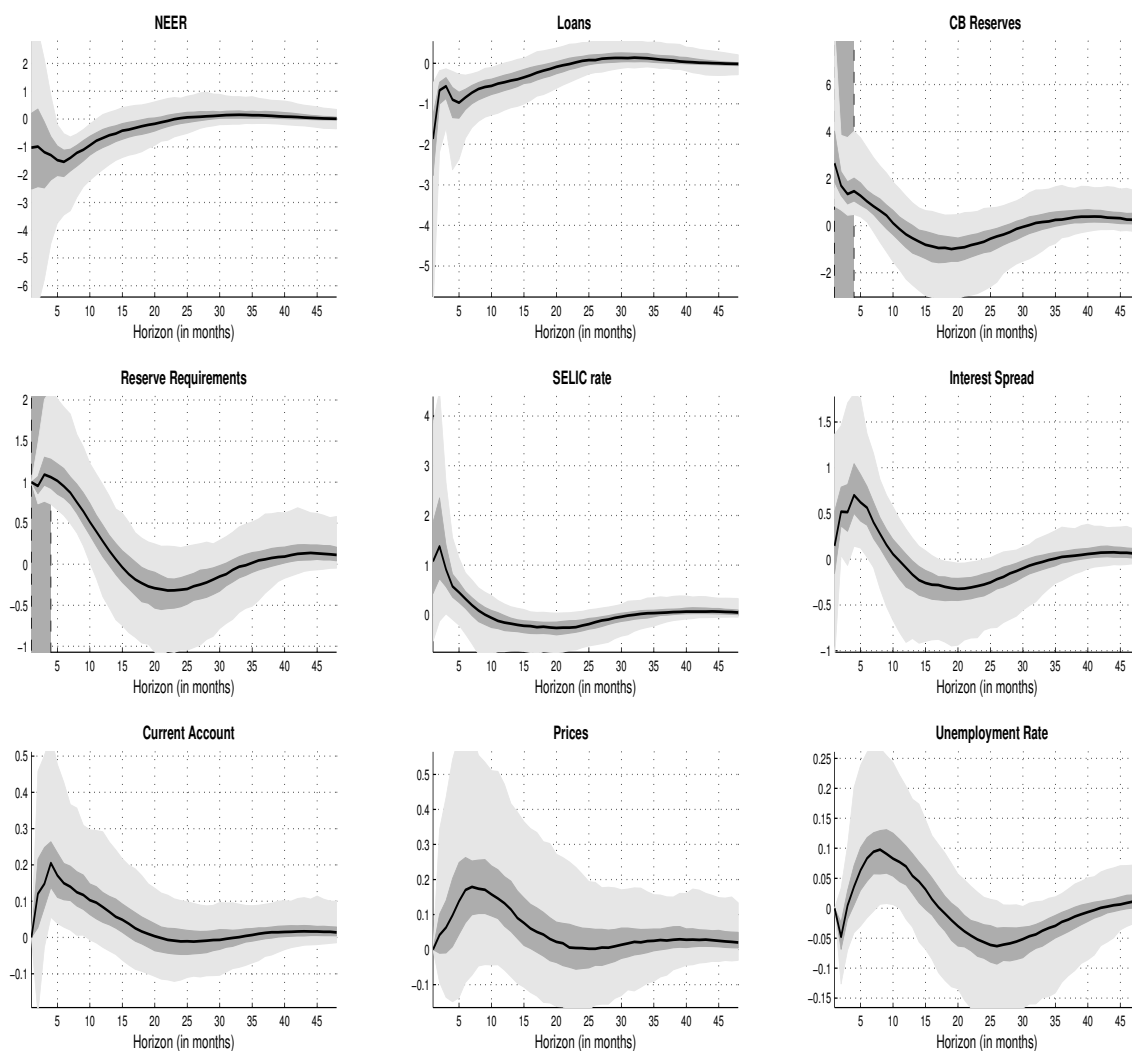 NEER
2
1
0
−1
−2
−3
−4
−5
−6
5 10 15 20 25 30 35 40 45
Horizon (in months)
Loans
0
−1
−2
−3
−4
−5
5 10 15 20 25 30 35 40 45
Horizon (in months)
CB Reserves
6
4
2
0
−2
5 10 15 20 25 30 35 40 45
Horizon (in months)
Reserve Requirements
2
1.5
1
0.5
0
−0.5
−1
5 10 15 20 25 30 35 40 45
Horizon (in months)
SELIC rate
4
3
2
1
0
5 10 15 20 25 30 35 40 45
Horizon (in months)
Interest Spread
1.5
1
0.5
0
−0.5
−1
5 10 15 20 25 30 35 40 45
Horizon (in months)
Current Account
0.5
0.4
0.3
0.2
0.1
0
−0.1
5 10 15 20 25 30 35 40 45
Horizon (in months)
Prices
0.5
0.4
0.3
0.2
0.1
0
−0.1
5 10 15 20 25 30 35 40 45
Horizon (in months)
Unemployment Rate
0.25
0.2
0.15
0.1
0.05
0
−0.05
−0.1
−0.15
5 10 15 20 25 30 35 40 45
Horizon (in months)